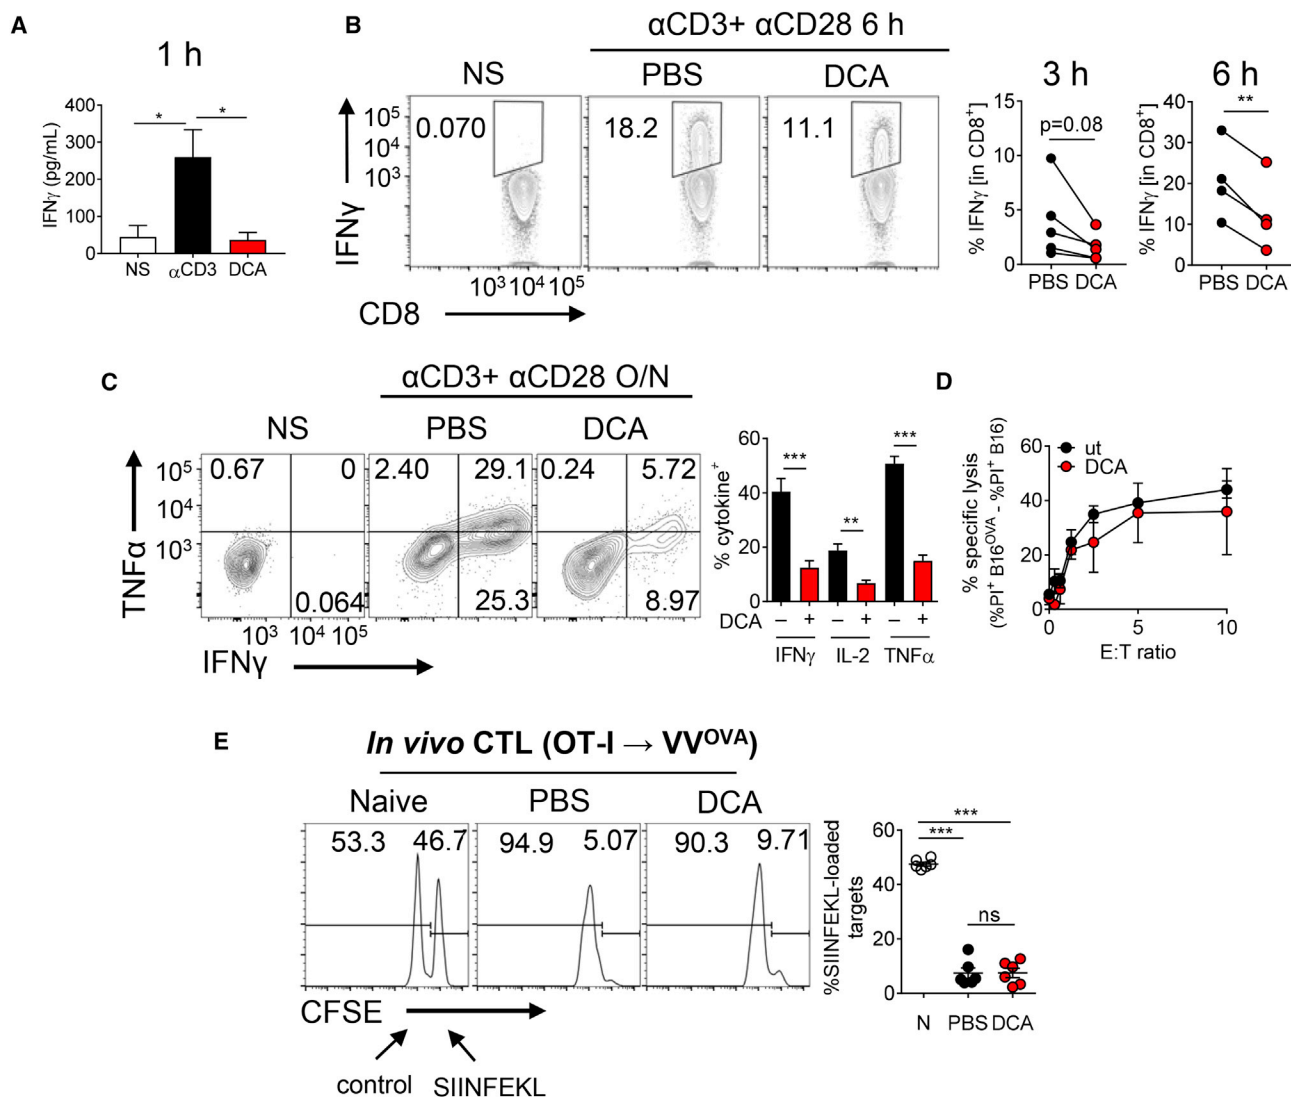 A
1 h
IFNγ (pg/mL)
400
300
200
100
0
*
*
NS αCD3 DCA
B
αCD3+ αCD28 6 h
NS PBS DCA
IFNγ
10⁵
10⁴
10³
0.070
18.2
11.1
10³ 10⁴ 10⁵
CD8
3 h
% IFNγ [in CD8⁺]
15
10
5
0
p=0.08
PBS DCA
6 h
% IFNγ [in CD8⁺]
40
30
20
10
0
**
PBS DCA
C
αCD3+ αCD28 O/N
NS PBS DCA
TNFα
10⁵
10⁴
10³
0.67 0
0.064
2.40 29.1
25.3
0.24 5.72
8.97
10³ 10⁴ 10⁵
IFNγ
% cytokine⁺
60
40
20
0
***
**
***
DCA − + − + − +
IFNγ IL-2 TNFα
D
% specific lysis
(%PI⁺ B16ᴼⱽᴬ - %PI⁺ B16)
60
40
20
0
ut
DCA
0 5 10
E:T ratio
E
In vivo CTL (OT-I → VVᴼⱽᴬ)
Naive PBS DCA
53.3 46.7
94.9 5.07
90.3 9.71
CFSE
control SIINFEKL
%SIINFEKL-loaded
targets
60
40
20
0
***
***
ns
N PBS DCA